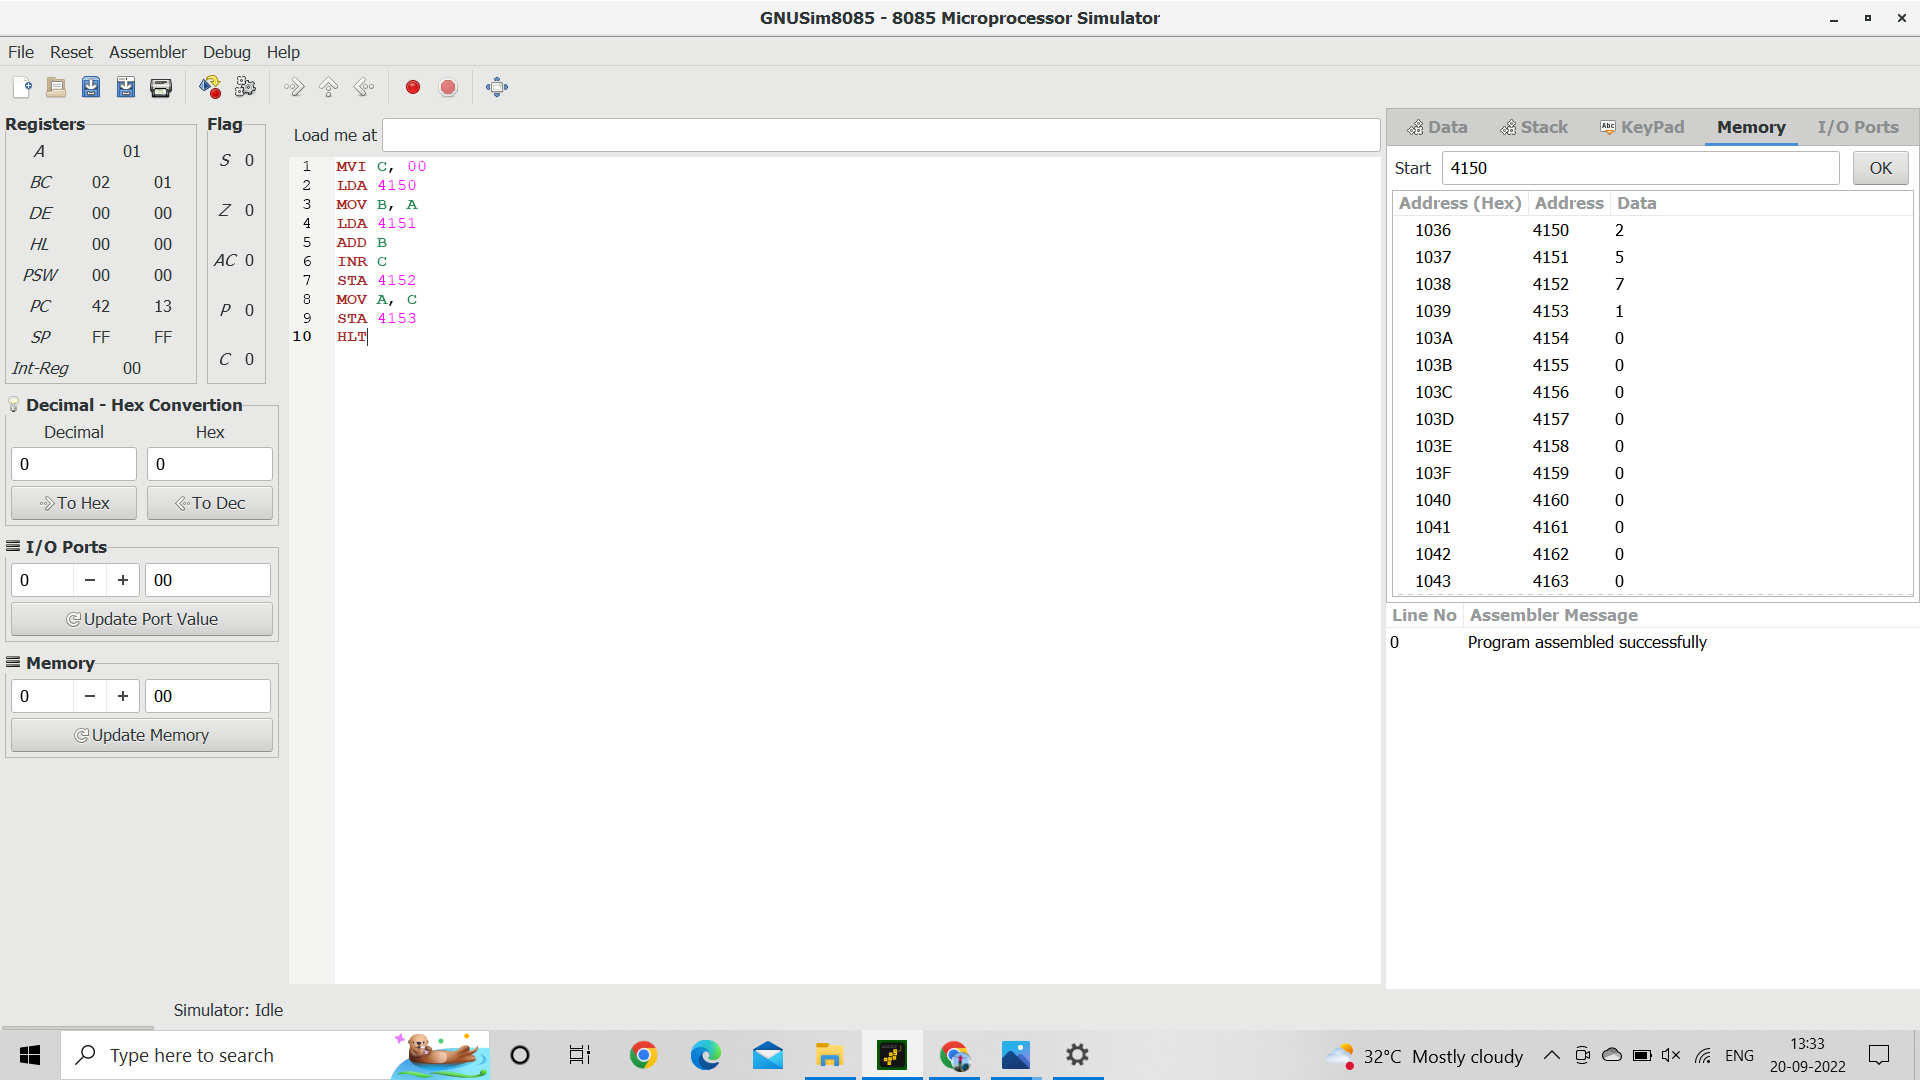 GNUSim8085 - 8085 Microprocessor Simulator
File Reset Assembler Debug Help
Registers
A 01
BC 02 01
DE 00 00
HL 00 00
PSW 00 00
PC 42 13
SP FF FF
Int-Reg 00
Flag
S 0
Z 0
AC 0
P 0
C 0
Decimal - Hex Convertion
Decimal Hex
0 0
To Hex To Dec
I/O Ports
0 − + 00
Update Port Value
Memory
0 − + 00
Update Memory
Load me at
1 MVI C, 00
2 LDA 4150
3 MOV B, A
4 LDA 4151
5 ADD B
6 INR C
7 STA 4152
8 MOV A, C
9 STA 4153
10 HLT
Data Stack Abc KeyPad Memory I/O Ports
Start 4150 OK
Address (Hex) Address Data
1036 4150 2
1037 4151 5
1038 4152 7
1039 4153 1
103A 4154 0
103B 4155 0
103C 4156 0
103D 4157 0
103E 4158 0
103F 4159 0
1040 4160 0
1041 4161 0
1042 4162 0
1043 4163 0
Line No Assembler Message
0 Program assembled successfully
Simulator: Idle
Type here to search
32°C Mostly cloudy
ENG
13:33
20-09-2022